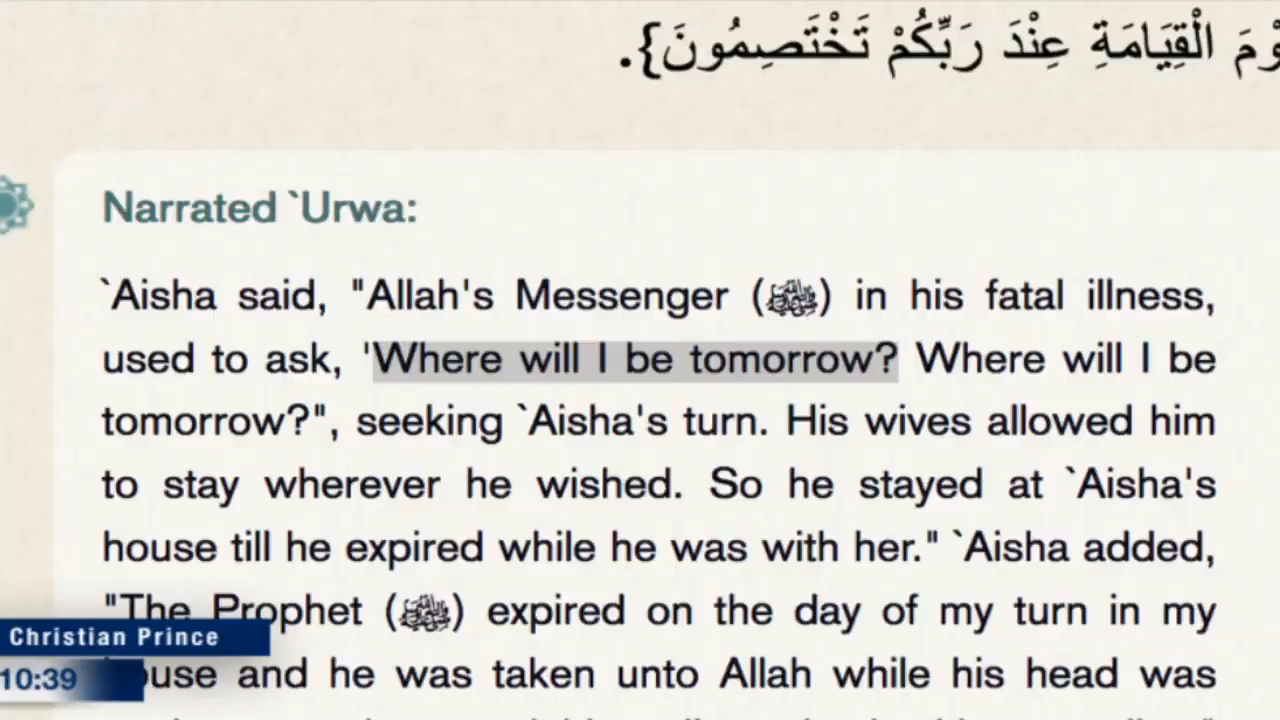 الْقِيَامَةِ عِنْدَ رَبِّكُمْ تَخْتَصِمُونَ}.
Narrated `Urwa:
`Aisha said, "Allah's Messenger (ﷺ) in his fatal illness,
used to ask, 'Where will I be tomorrow? Where will I be
tomorrow?", seeking `Aisha's turn. His wives allowed him
to stay wherever he wished. So he stayed at `Aisha's
house till he expired while he was with her." `Aisha added,
"The Prophet (ﷺ) expired on the day of my turn in my
house and he was taken unto Allah while his head was
Christian Prince
10:39